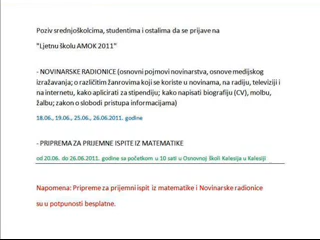 Poziv srednjoškolcima, studentima i ostalima da se prijave na
"Ljetnu školu AMOK 2011"
- NOVINARSKE RADIONICE (osnovni pojmovi novinarstva, osnove medijskog
izražavanja; o različitim žanrovima koji se koriste u novinama, na radiju, televiziji i
na internetu, kako aplicirati za stipendiju; kako napisati biografiju (CV), molbu,
žalbu; zakon o slobodi pristupa informacijama)
18.06., 19.06., 25.06., 26.06.2011. godine
- PRIPREMA ZA PRIJEMNE ISPITE IZ MATEMATIKE
od 20.06. do 26.06.2011. godine sa početkom u 10 sati u Osnovnoj školi Kalesija u Kalesiji
Napomena: Pripreme za prijemni ispit iz matematike i Novinarske radionice
su u potpunosti besplatne.